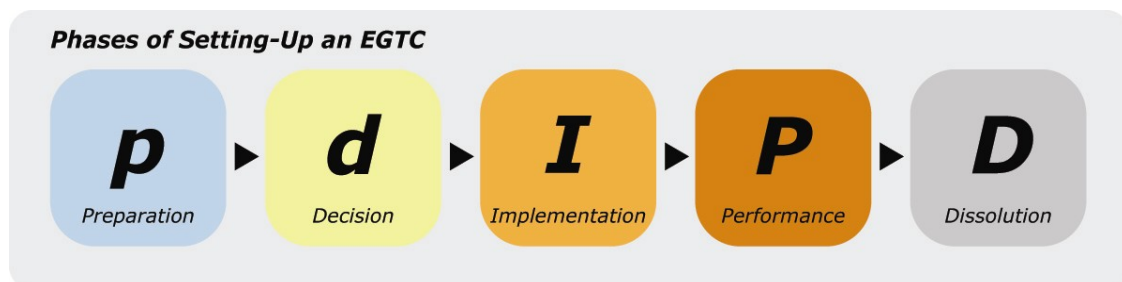 Phases of Setting-Up an EGTC
p d I P D
Preparation Decision Implementation Performance Dissolution